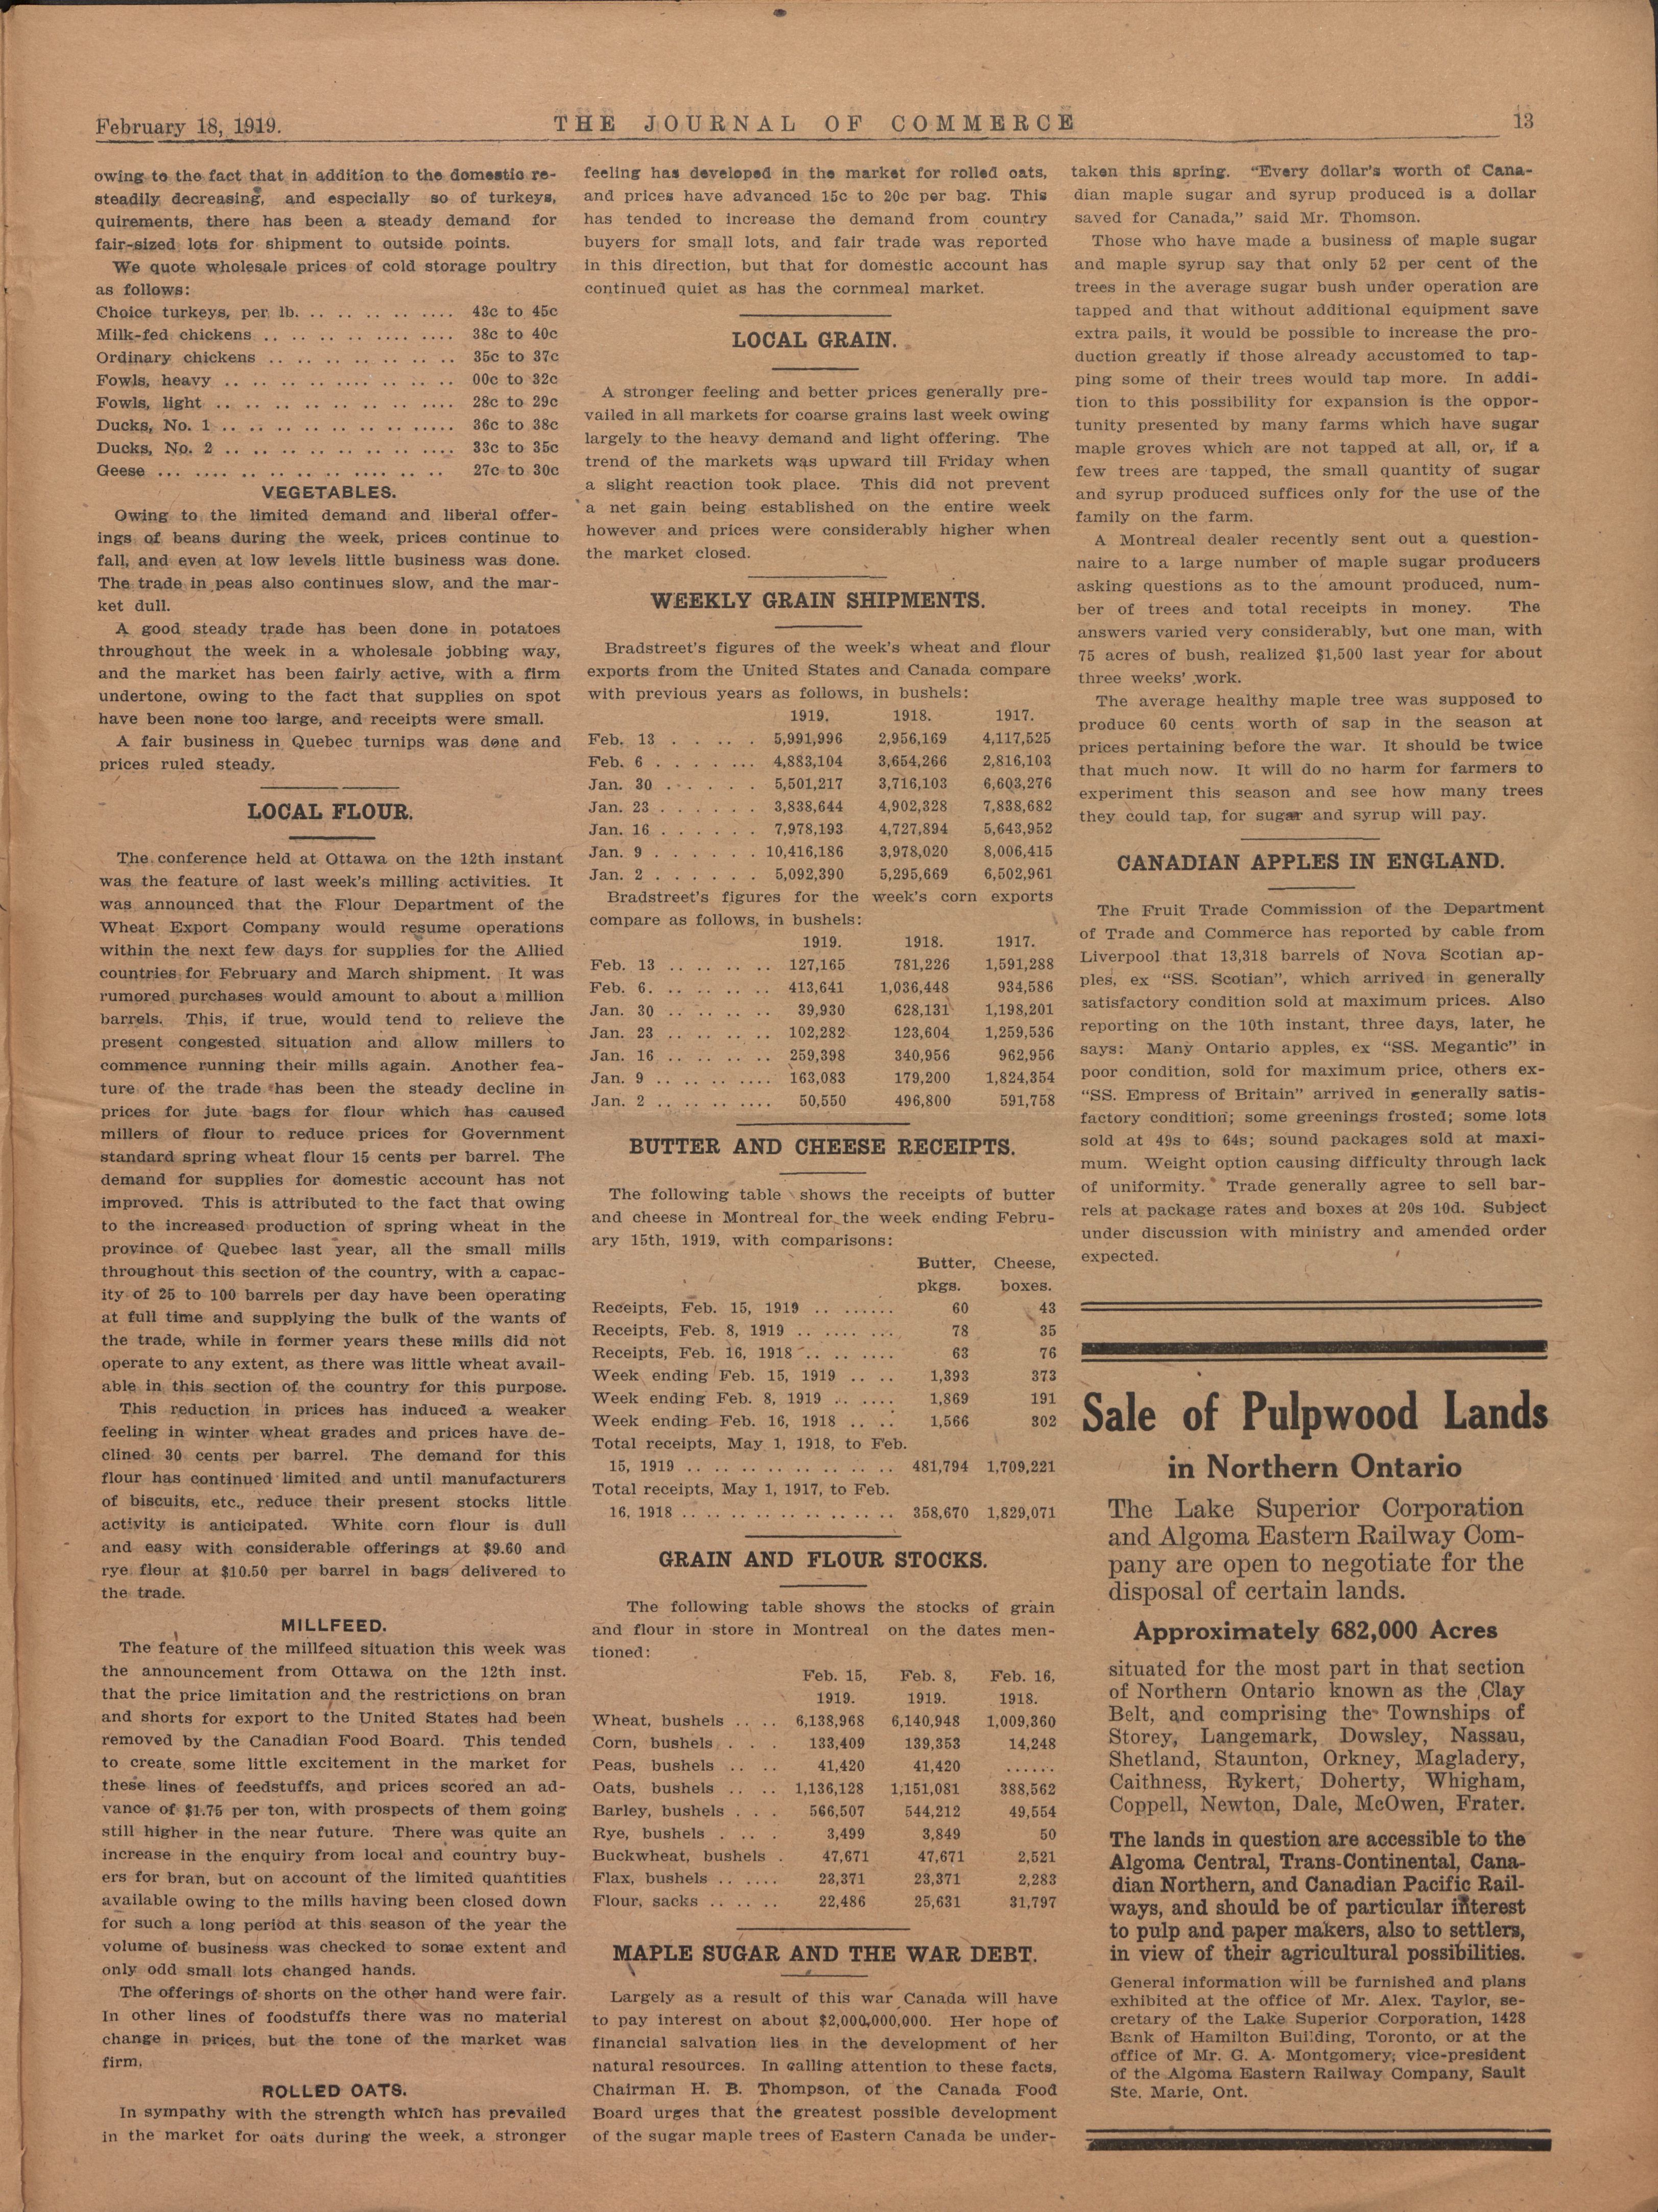 February 18, 1919.
THE JOURNAL OF COMMERCE
13
owing to the fact that in addition to the domestic re-
steadily decreasing, and especially so of turkeys,
quirements, there has been a steady demand for
fair-sized lots for shipment to outside points.
We quote wholesale prices of cold storage poultry
as follows:
Choice turkeys, per lb. .. .. .. .. .... 43c to 45c
Milk-fed chickens .. .. .. .. .... .... 38c to 40c
Ordinary chickens .. .. .. .. .. .. .. 35c to 37c
Fowls, heavy .. .. .. .. .... .. .. .. 00c to 32c
Fowls, light .. .. .. .. .. .. .. .... 28c to 29c
Ducks, No. 1 .. .. .. .. .. .. .. ..... 36c to 38c
Ducks, No. 2 .. .. .. .. .. .. .. .... 33c to 35c
Geese ... .... .. .. .. .. .... .. .. 27c to 30c
VEGETABLES.
Owing to the limited demand and liberal offer-
ings of beans during the week, prices continue to
fall, and even at low levels little business was done.
The trade in peas also continues slow, and the mar-
ket dull.
A good steady trade has been done in potatoes
throughout the week in a wholesale jobbing way,
and the market has been fairly active, with a firm
undertone, owing to the fact that supplies on spot
have been none too large, and receipts were small.
A fair business in Quebec turnips was done and
prices ruled steady.
LOCAL FLOUR.
The conference held at Ottawa on the 12th instant
was the feature of last week's milling activities. It
was announced that the Flour Department of the
Wheat Export Company would resume operations
within the next few days for supplies for the Allied
countries for February and March shipment. It was
rumored purchases would amount to about a million
barrels. This, if true, would tend to relieve the
present congested situation and allow millers to
commence running their mills again. Another fea-
ture of the trade has been the steady decline in
prices for jute bags for flour which has caused
millers of flour to reduce prices for Government
standard spring wheat flour 15 cents per barrel. The
demand for supplies for domestic account has not
improved. This is attributed to the fact that owing
to the increased production of spring wheat in the
province of Quebec last year, all the small mills
throughout this section of the country, with a capac-
ity of 25 to 100 barrels per day have been operating
at full time and supplying the bulk of the wants of
the trade, while in former years these mills did not
operate to any extent, as there was little wheat avail-
able in this section of the country for this purpose.
This reduction in prices has induced a weaker
feeling in winter wheat grades and prices have de-
clined 30 cents per barrel. The demand for this
flour has continued limited and until manufacturers
of biscuits, etc., reduce their present stocks little
activity is anticipated. White corn flour is dull
and easy with considerable offerings at $9.60 and
rye flour at $10.50 per barrel in bags delivered to
the trade.
MILLFEED.
The feature of the millfeed situation this week was
the announcement from Ottawa on the 12th inst.
that the price limitation and the restrictions on bran
and shorts for export to the United States had been
removed by the Canadian Food Board. This tended
to create some little excitement in the market for
these lines of feedstuffs, and prices scored an ad-
vance of $1.75 per ton, with prospects of them going
still higher in the near future. There was quite an
increase in the enquiry from local and country buy-
ers for bran, but on account of the limited quantities
available owing to the mills having been closed down
for such a long period at this season of the year the
volume of business was checked to some extent and
only odd small lots changed hands.
The offerings of shorts on the other hand were fair.
In other lines of foodstuffs there was no material
change in prices, but the tone of the market was
firm.
ROLLED OATS.
In sympathy with the strength which has prevailed
in the market for oats during the week, a stronger
feeling has developed in the market for rolled oats,
and prices have advanced 15c to 20c per bag. This
has tended to increase the demand from country
buyers for small lots, and fair trade was reported
in this direction, but that for domestic account has
continued quiet as has the cornmeal market.
LOCAL GRAIN.
A stronger feeling and better prices generally pre-
vailed in all markets for coarse grains last week owing
largely to the heavy demand and light offering. The
trend of the markets was upward till Friday when
a slight reaction took place. This did not prevent
a net gain being established on the entire week
however and prices were considerably higher when
the market closed.
WEEKLY GRAIN SHIPMENTS.
Bradstreet's figures of the week's wheat and flour
exports from the United States and Canada compare
with previous years as follows, in bushels:
1919. 1918. 1917.
Feb. 13 . . . . . 5,991,996 2,956,169 4,117,525
Feb. 6 . . . . ... 4,883,104 3,654,266 2,816,103
Jan. 30 . . . . . . 5,501,217 3,716,103 6,603,276
Jan. 23 . . . . . . 3,838,644 4,902,328 7,838,682
Jan. 16 . . . . . . 7,978,193 4,727,894 5,643,952
Jan. 9 . . . . . . 10,416,186 3,978,020 8,006,415
Jan. 2 . . . . . . 5,092,390 5,295,669 6,502,961
Bradstreet's figures for the week's corn exports
compare as follows, in bushels:
1919. 1918. 1917.
Feb. 13 .. .. .. .. 127,165 781,226 1,591,288
Feb. 6. .. .. .. .. 413,641 1,036,448 934,586
Jan. 30 .. .. .. .. 39,930 628,131 1,198,201
Jan. 23 .. .. .. .. 102,282 123,604 1,259,536
Jan. 16 .. .. .. .. 259,398 340,956 962,956
Jan. 9 .. .. .. .... 163,083 179,200 1,824,354
Jan. 2 .. .. .. .... 50,550 496,800 591,758
BUTTER AND CHEESE RECEIPTS.
The following table shows the receipts of butter
and cheese in Montreal for the week ending Febru-
ary 15th, 1919, with comparisons:
Butter, Cheese,
pkgs. boxes.
Receipts, Feb. 15, 1919 .. ...... 60 43
Receipts, Feb. 8, 1919 .. .... ... 78 35
Receipts, Feb. 16, 1918 .. .. .... 63 76
Week ending Feb. 15, 1919 .. .. 1,393 373
Week ending Feb. 8, 1919 .. .... 1,869 191
Week ending Feb. 16, 1918 .. .. 1,566 302
Total receipts, May 1, 1918, to Feb.
15, 1919 .. .. .. .. .. .. .. .. .. 481,794 1,709,221
Total receipts, May 1, 1917, to Feb.
16, 1918 .. .. .. .. .. .. .. .. .. 358,670 1,829,071
GRAIN AND FLOUR STOCKS.
The following table shows the stocks of grain
and flour in store in Montreal on the dates men-
tioned:
Feb. 15, Feb. 8, Feb. 16,
1919. 1919. 1918.
Wheat, bushels .. .. 6,138,968 6,140,948 1,009,360
Corn, bushels . . . 133,409 139,353 14,248
Peas, bushels .. .. 41,420 41,420 ......
Oats, bushels .. .. 1,136,128 1,151,081 388,562
Barley, bushels . . . 566,507 544,212 49,554
Rye, bushels . ... . 3,499 3,849 50
Buckwheat, bushels . 47,671 47,671 2,521
Flax, bushels .. .... 23,371 23,371 2,283
Flour, sacks .. .. .. 22,486 25,631 31,797
MAPLE SUGAR AND THE WAR DEBT.
Largely as a result of this war Canada will have
to pay interest on about $2,000,000,000. Her hope of
financial salvation lies in the development of her
natural resources. In calling attention to these facts,
Chairman H. B. Thompson, of the Canada Food
Board urges that the greatest possible development
of the sugar maple trees of Eastern Canada be under-
taken this spring. "Every dollar's worth of Cana-
dian maple sugar and syrup produced is a dollar
saved for Canada," said Mr. Thomson.
Those who have made a business of maple sugar
and maple syrup say that only 52 per cent of the
trees in the average sugar bush under operation are
tapped and that without additional equipment save
extra pails, it would be possible to increase the pro-
duction greatly if those already accustomed to tap-
ping some of their trees would tap more. In addi-
tion to this possibility for expansion is the oppor-
tunity presented by many farms which have sugar
maple groves which are not tapped at all, or, if a
few trees are tapped, the small quantity of sugar
and syrup produced suffices only for the use of the
family on the farm.
A Montreal dealer recently sent out a question-
naire to a large number of maple sugar producers
asking questions as to the amount produced, num-
ber of trees and total receipts in money. The
answers varied very considerably, but one man, with
75 acres of bush, realized $1,500 last year for about
three weeks' work.
The average healthy maple tree was supposed to
produce 60 cents worth of sap in the season at
prices pertaining before the war. It should be twice
that much now. It will do no harm for farmers to
experiment this season and see how many trees
they could tap, for sugar and syrup will pay.
CANADIAN APPLES IN ENGLAND.
The Fruit Trade Commission of the Department
of Trade and Commerce has reported by cable from
Liverpool that 13,318 barrels of Nova Scotian ap-
ples, ex "SS. Scotian", which arrived in generally
satisfactory condition sold at maximum prices. Also
reporting on the 10th instant, three days, later, he
says: Many Ontario apples, ex "SS. Megantic" in
poor condition, sold for maximum price, others ex-
"SS. Empress of Britain" arrived in generally satis-
factory condition; some greenings frosted; some lots
sold at 49s to 64s; sound packages sold at maxi-
mum. Weight option causing difficulty through lack
of uniformity. Trade generally agree to sell bar-
rels at package rates and boxes at 20s 10d. Subject
under discussion with ministry and amended order
expected.
Sale of Pulpwood Lands
in Northern Ontario
The Lake Superior Corporation
and Algoma Eastern Railway Com-
pany are open to negotiate for the
disposal of certain lands.
Approximately 682,000 Acres
situated for the most part in that section
of Northern Ontario known as the Clay
Belt, and comprising the Townships of
Storey, Langemark, Dowsley, Nassau,
Shetland, Staunton, Orkney, Magladery,
Caithness, Rykert, Doherty, Whigham,
Coppell, Newton, Dale, McOwen, Frater.
The lands in question are accessible to the
Algoma Central, Trans-Continental, Cana-
dian Northern, and Canadian Pacific Rail-
ways, and should be of particular interest
to pulp and paper makers, also to settlers,
in view of their agricultural possibilities.
General information will be furnished and plans
exhibited at the office of Mr. Alex. Taylor, se-
cretary of the Lake Superior Corporation, 1428
Bank of Hamilton Building, Toronto, or at the
office of Mr. G. A. Montgomery, vice-president
of the Algoma Eastern Railway Company, Sault
Ste. Marie, Ont.